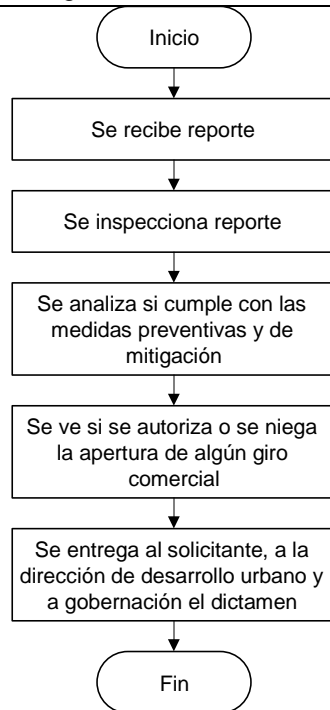 Inicio
Se recibe reporte
Se inspecciona reporte
Se analiza si cumple con las
medidas preventivas y de
mitigación
Se ve si se autoriza o se niega
la apertura de algún giro
comercial
Se entrega al solicitante, a la
dirección de desarrollo urbano y
a gobernación el dictamen
Fin